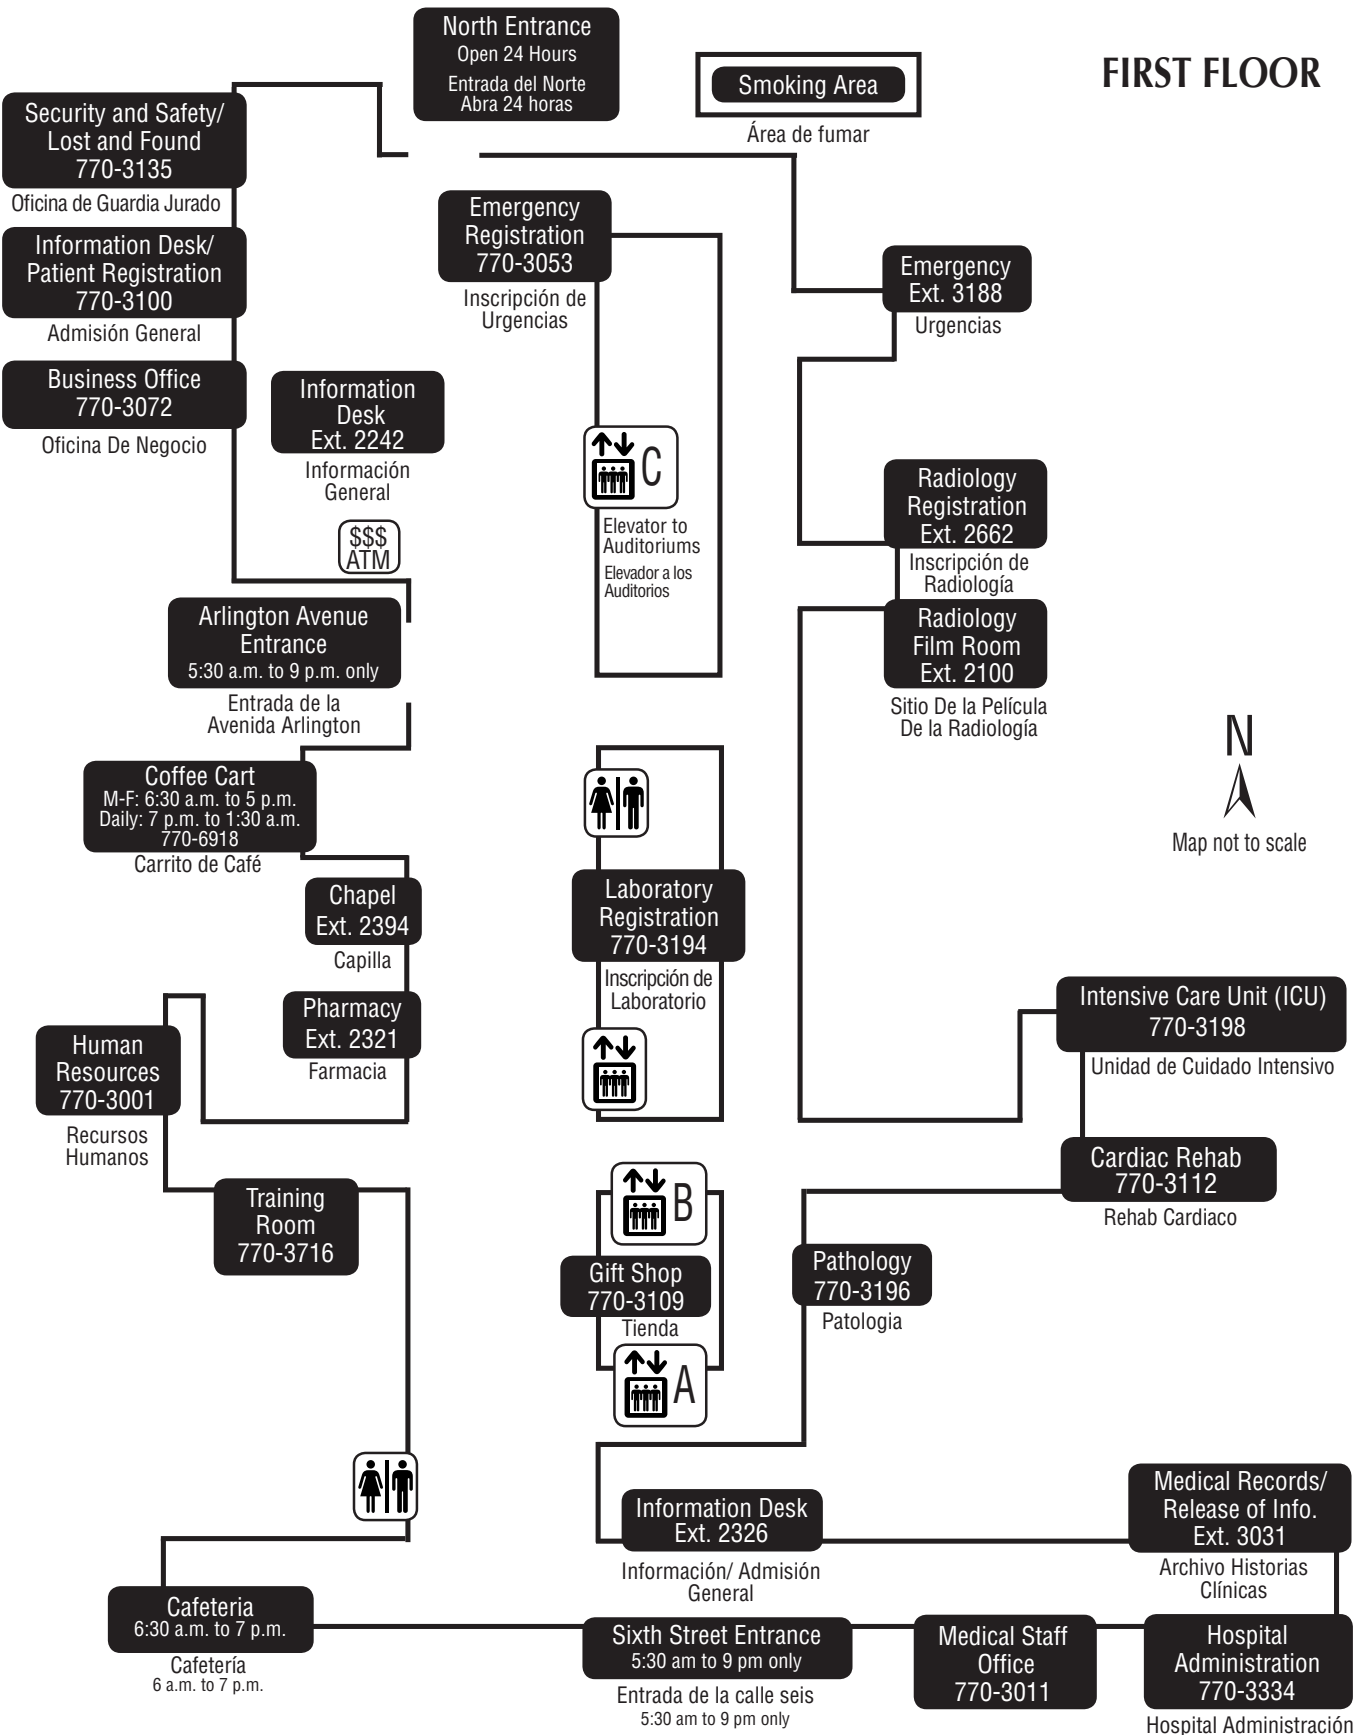 North Entrance
Open 24 Hours
Entrada del Norte
Abra 24 horas
Smoking Area
Área de fumar
FIRST FLOOR
Security and Safety/
Lost and Found
770-3135
Oficina de Guardia Jurado
Information Desk/
Patient Registration
770-3100
Admisión General
Business Office
770-3072
Oficina De Negocio
Emergency
Registration
770-3053
Inscripción de
Urgencias
Emergency
Ext. 3188
Urgencias
Information
Desk
Ext. 2242
Información
General
$$$
ATM
C
Elevator to
Auditoriums
Elevador a los
Auditorios
Radiology
Registration
Ext. 2662
Inscripción de
Radiología
Radiology
Film Room
Ext. 2100
Sitio De la Película
De la Radiología
Arlington Avenue
Entrance
5:30 a.m. to 9 p.m. only
Entrada de la
Avenida Arlington
N
Map not to scale
Coffee Cart
M-F: 6:30 a.m. to 5 p.m.
Daily: 7 p.m. to 1:30 a.m.
770-6918
Carrito de Café
Chapel
Ext. 2394
Capilla
Laboratory
Registration
770-3194
Inscripción de
Laboratorio
Pharmacy
Ext. 2321
Farmacia
Human
Resources
770-3001
Recursos
Humanos
Intensive Care Unit (ICU)
770-3198
Unidad de Cuidado Intensivo
Cardiac Rehab
770-3112
Rehab Cardiaco
Training
Room
770-3716
B
Gift Shop
770-3109
Tienda
A
Pathology
770-3196
Patologia
Information Desk
Ext. 2326
Información/ Admisión
General
Medical Records/
Release of Info.
Ext. 3031
Archivo Historias
Clínicas
Cafeteria
6:30 a.m. to 7 p.m.
Cafetería
6 a.m. to 7 p.m.
Sixth Street Entrance
5:30 am to 9 pm only
Entrada de la calle seis
5:30 am to 9 pm only
Medical Staff
Office
770-3011
Hospital
Administration
770-3334
Hospital Administración